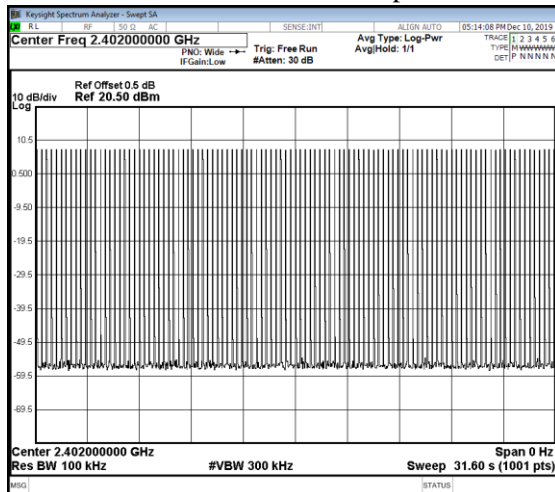 Keysight Spectrum Analyzer - Swept SA
RL RF 50 Ω AC SENSE:INT ALIGN AUTO 05:14:08 PM Dec 10, 2019
Center Freq 2.402000000 GHz
PNO: Wide
IFGain:Low
Trig: Free Run
#Atten: 30 dB
Avg Type: Log-Pwr
Avg|Hold: 1/1
TRACE 1 2 3 4 5 6
TYPE M WWWWW
DET P N N N N N
Ref Offset 0.5 dB
10 dB/div Ref 20.50 dBm
Log
10.5
0.500
-9.50
-19.5
-29.5
-39.5
-49.5
-59.5
-69.5
Center 2.402000000 GHz Span 0 Hz
Res BW 100 kHz #VBW 300 kHz Sweep 31.60 s (1001 pts)
MSG STATUS